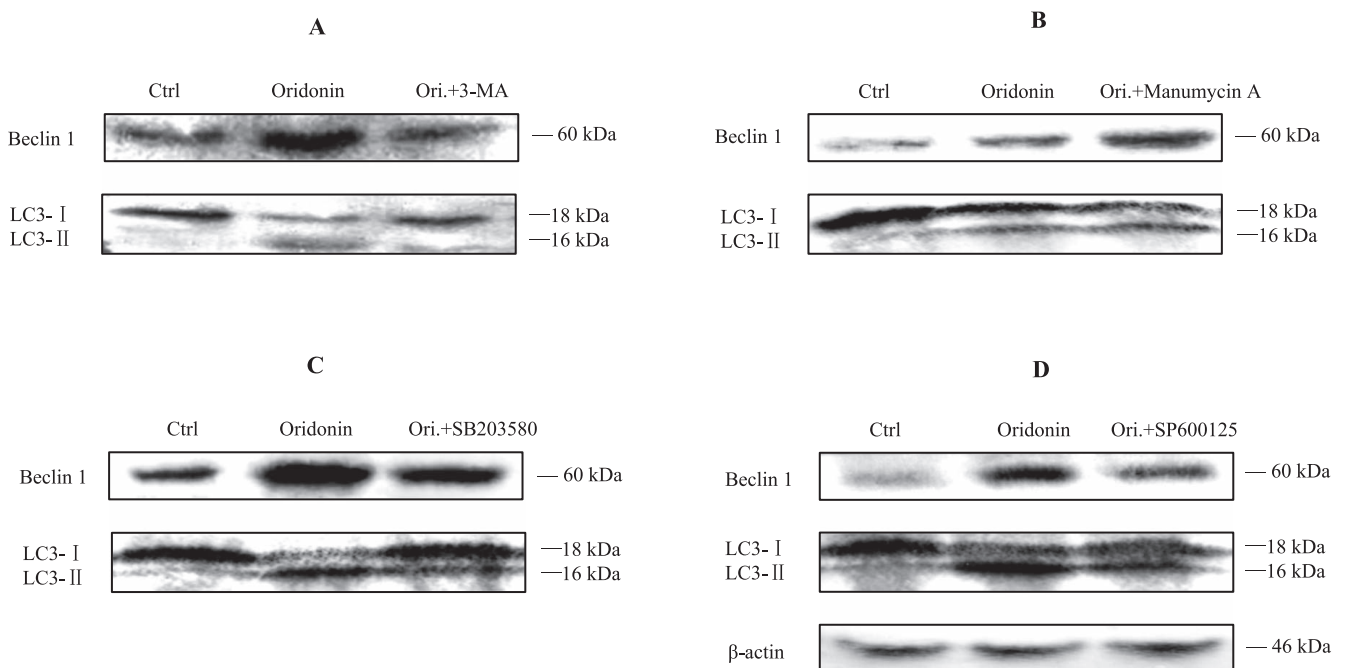 A
Ctrl Oridonin Ori.+3-MA
Beclin 1 — 60 kDa
LC3-Ⅰ —18 kDa
LC3-Ⅱ —16 kDa
B
Ctrl Oridonin Ori.+Manumycin A
Beclin 1 — 60 kDa
LC3-Ⅰ —18 kDa
LC3-Ⅱ —16 kDa
C
Ctrl Oridonin Ori.+SB203580
Beclin 1 — 60 kDa
LC3-Ⅰ —18 kDa
LC3-Ⅱ —16 kDa
D
Ctrl Oridonin Ori.+SP600125
Beclin 1 — 60 kDa
LC3-Ⅰ —18 kDa
LC3-Ⅱ —16 kDa
β-actin — 46 kDa